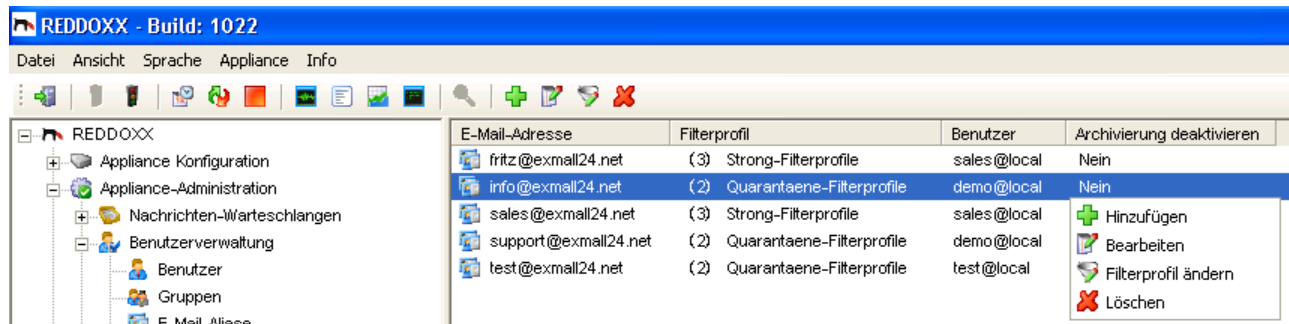 REDDOXX - Build: 1022
Datei Ansicht Sprache Appliance Info
REDDOXX
Appliance Konfiguration
Appliance-Administration
Nachrichten-Warteschlangen
Benutzerverwaltung
Benutzer
Gruppen
E-Mail-Aliase
E-Mail-Adresse Filterprofil Benutzer Archivierung deaktivieren
fritz@exmall24.net (3) Strong-Filterprofile sales@local Nein
info@exmall24.net (2) Quarantaene-Filterprofile demo@local Nein
sales@exmall24.net (3) Strong-Filterprofile sales@local
support@exmall24.net (2) Quarantaene-Filterprofile demo@local
test@exmall24.net (2) Quarantaene-Filterprofile test@local
Hinzufügen
Bearbeiten
Filterprofil ändern
Löschen